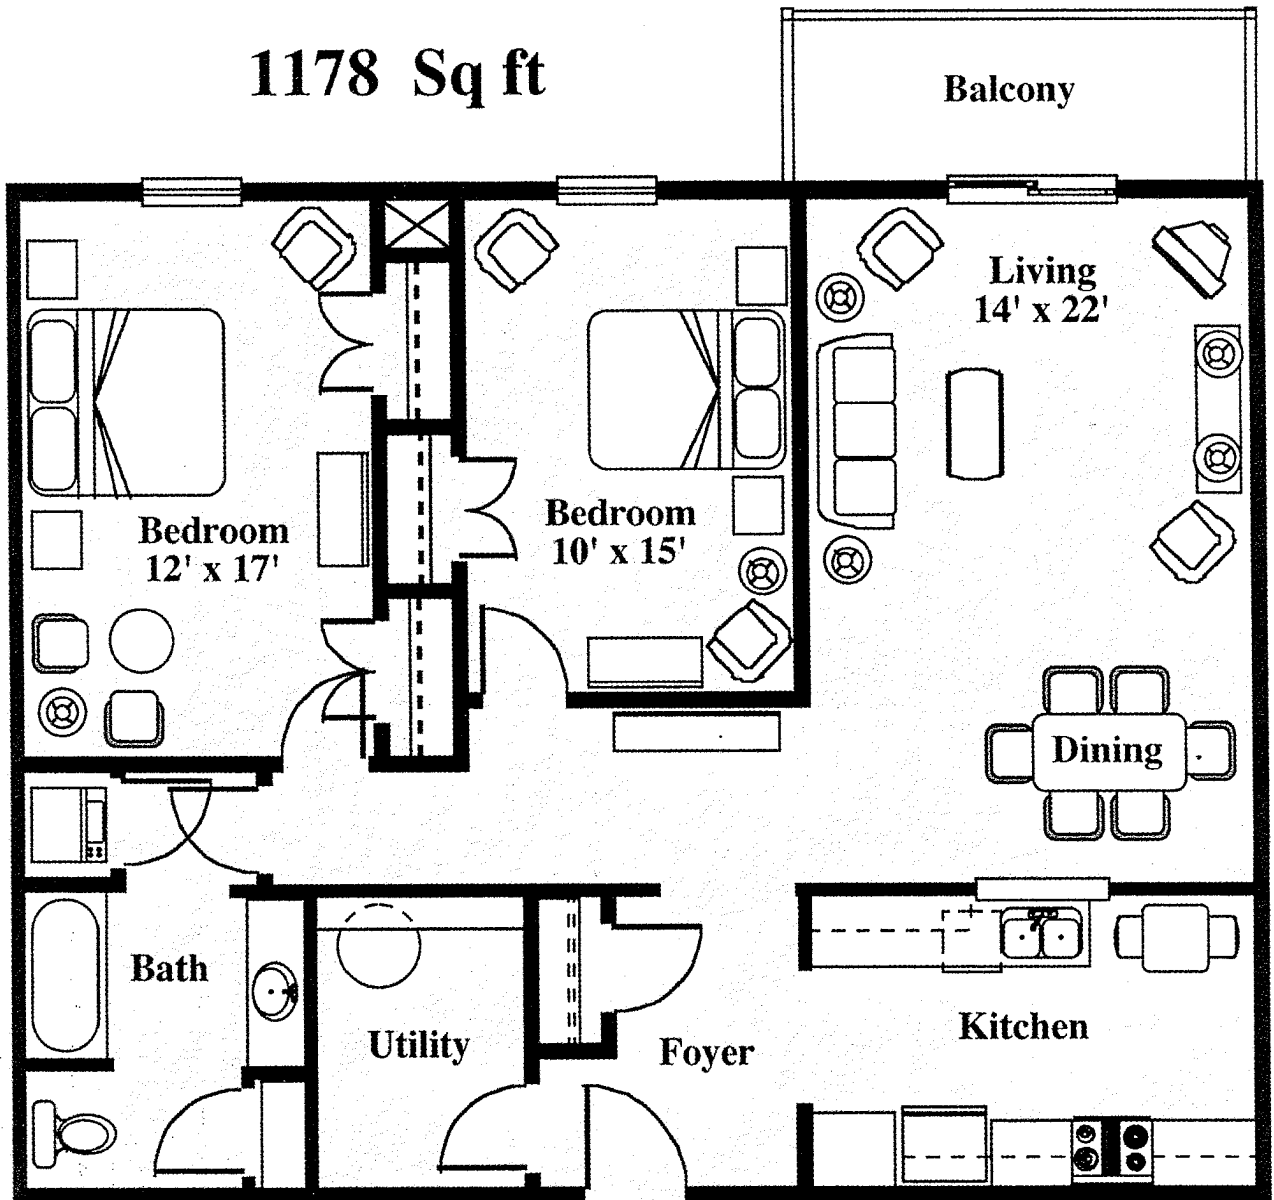 1178 Sq ft
Balcony
Living
14' x 22'
Bedroom
12' x 17'
Bedroom
10' x 15'
Dining
Bath
Utility
Foyer
Kitchen